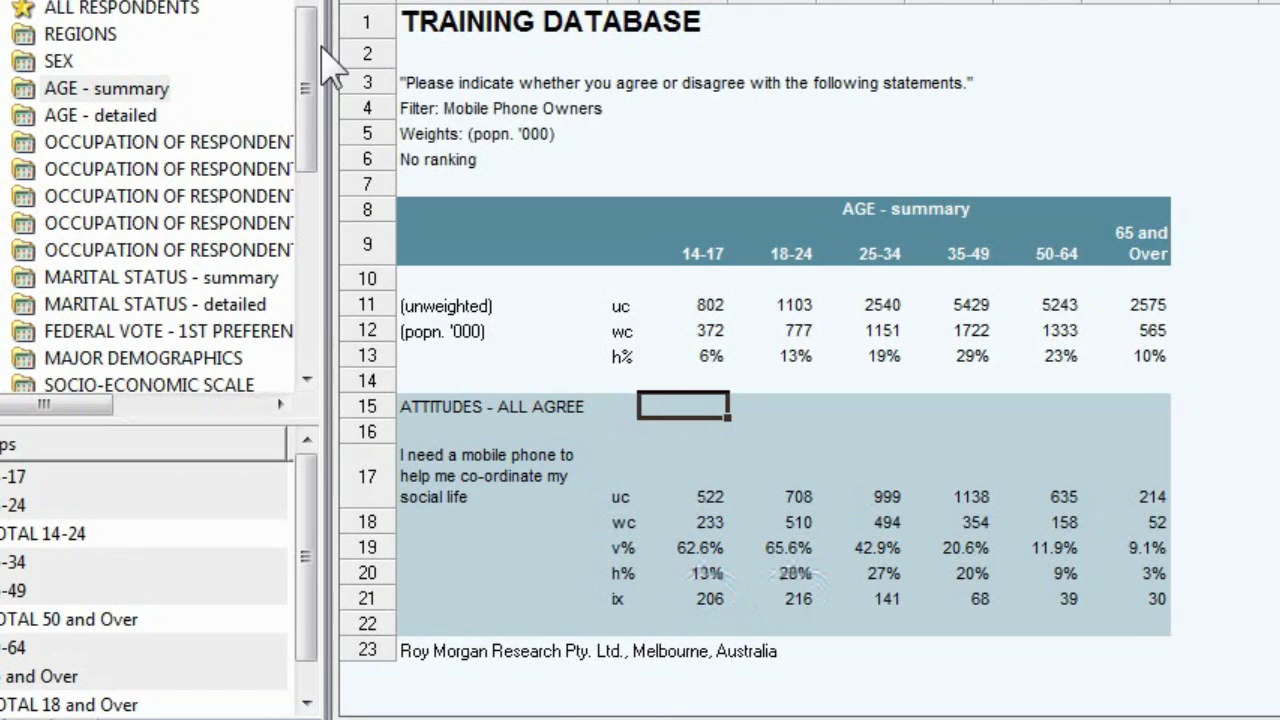 ALL RESPONDENTS
REGIONS
SEX
AGE - summary
AGE - detailed
OCCUPATION OF RESPONDENT
OCCUPATION OF RESPONDENT
OCCUPATION OF RESPONDENT
OCCUPATION OF RESPONDENT
OCCUPATION OF RESPONDENT
MARITAL STATUS - summary
MARITAL STATUS - detailed
FEDERAL VOTE - 1ST PREFEREN
MAJOR DEMOGRAPHICS
SOCIO-ECONOMIC SCALE
ps
-17
-24
OTAL 14-24
-34
-49
OTAL 50 and Over
-64
and Over
OTAL 18 and Over
1 TRAINING DATABASE
2
3 "Please indicate whether you agree or disagree with the following statements."
4 Filter: Mobile Phone Owners
5 Weights: (popn. '000)
6 No ranking
7
8 AGE - summary
65 and
9 14-17 18-24 25-34 35-49 50-64 Over
10
11 (unweighted) uc 802 1103 2540 5429 5243 2575
12 (popn. '000) wc 372 777 1151 1722 1333 565
13 h% 6% 13% 19% 29% 23% 10%
14
15 ATTITUDES - ALL AGREE
16
I need a mobile phone to
17 help me co-ordinate my
social life uc 522 708 999 1138 635 214
18 wc 233 510 494 354 158 52
19 v% 62.6% 65.6% 42.9% 20.6% 11.9% 9.1%
20 h% 13% 28% 27% 20% 9% 3%
21 ix 206 216 141 68 39 30
22
23 Roy Morgan Research Pty. Ltd., Melbourne, Australia